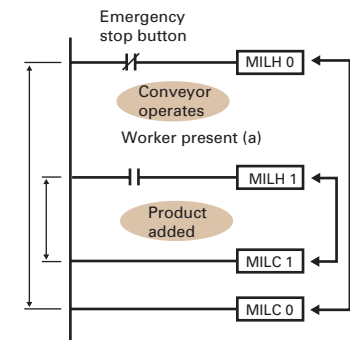 Emergency
stop button
MILH 0
Conveyor
operates
Worker present (a)
MILH 1
Product
added
MILC 1
MILC 0